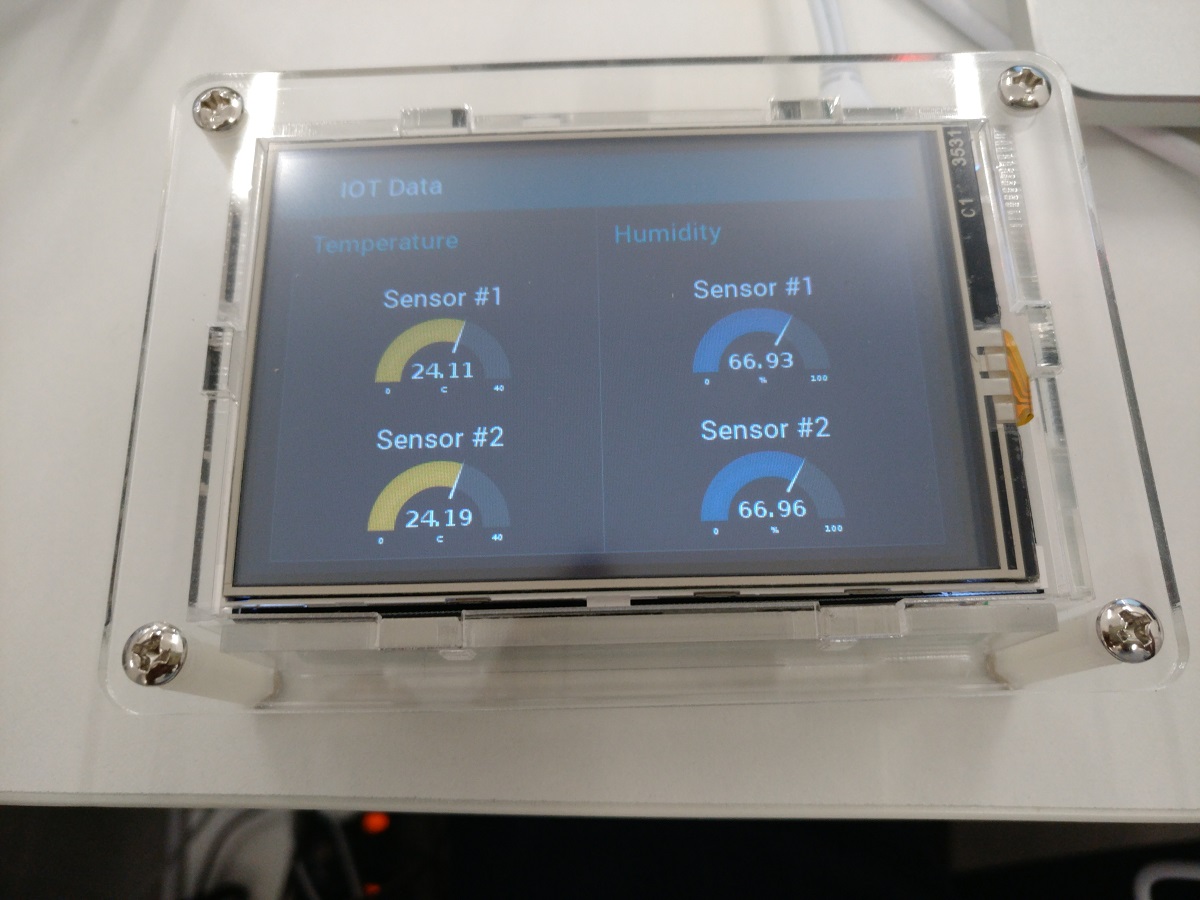 IOT Data
Temperature
Humidity
Sensor #1
24.11
0 C 40
Sensor #1
66.93
0 % 100
Sensor #2
24.19
0 C 40
Sensor #2
66.96
0 % 100
C1 3531